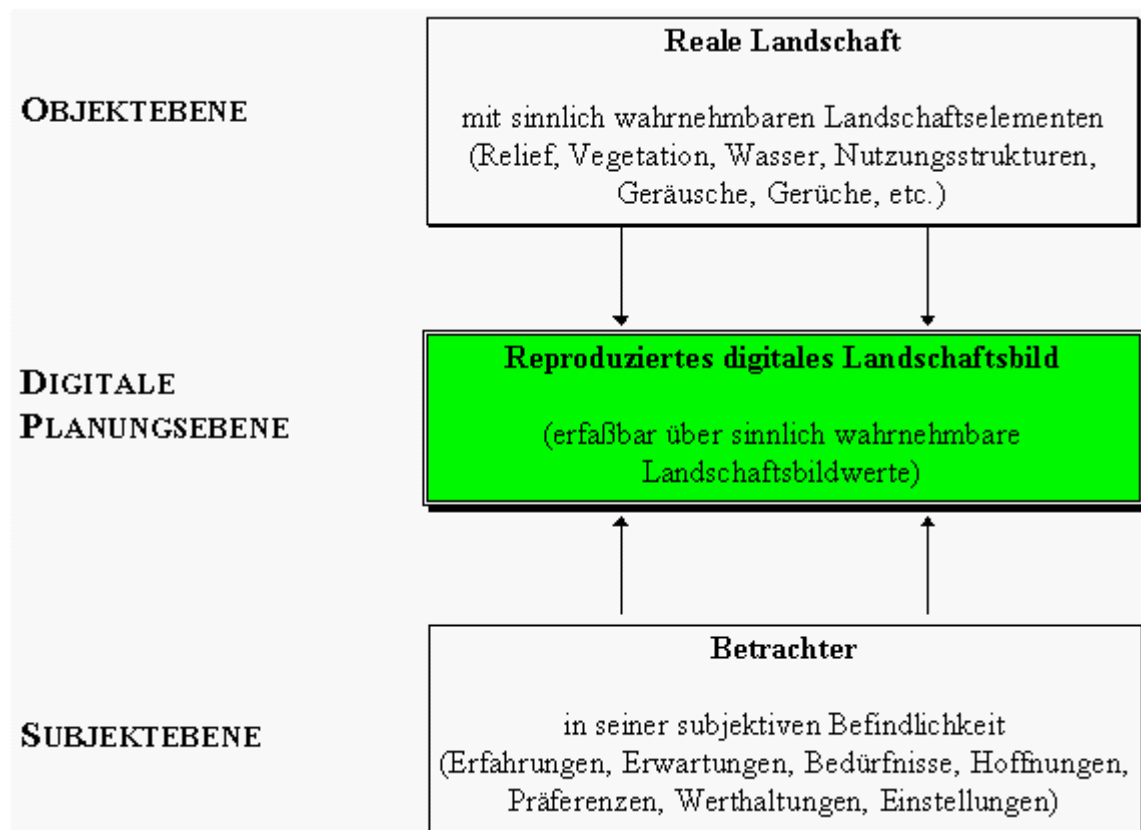 OBJEKTEBENE
Reale Landschaft
mit sinnlich wahrnehmbaren Landschaftselementen
(Relief, Vegetation, Wasser, Nutzungsstrukturen,
Geräusche, Gerüche, etc.)
DIGITALE
PLANUNGSEBENE
Reproduziertes digitales Landschaftsbild
(erfaßbar über sinnlich wahrnehmbare
Landschaftsbildwerte)
SUBJEKTEBENE
Betrachter
in seiner subjektiven Befindlichkeit
(Erfahrungen, Erwartungen, Bedürfnisse, Hoffnungen,
Präferenzen, Werthaltungen, Einstellungen)